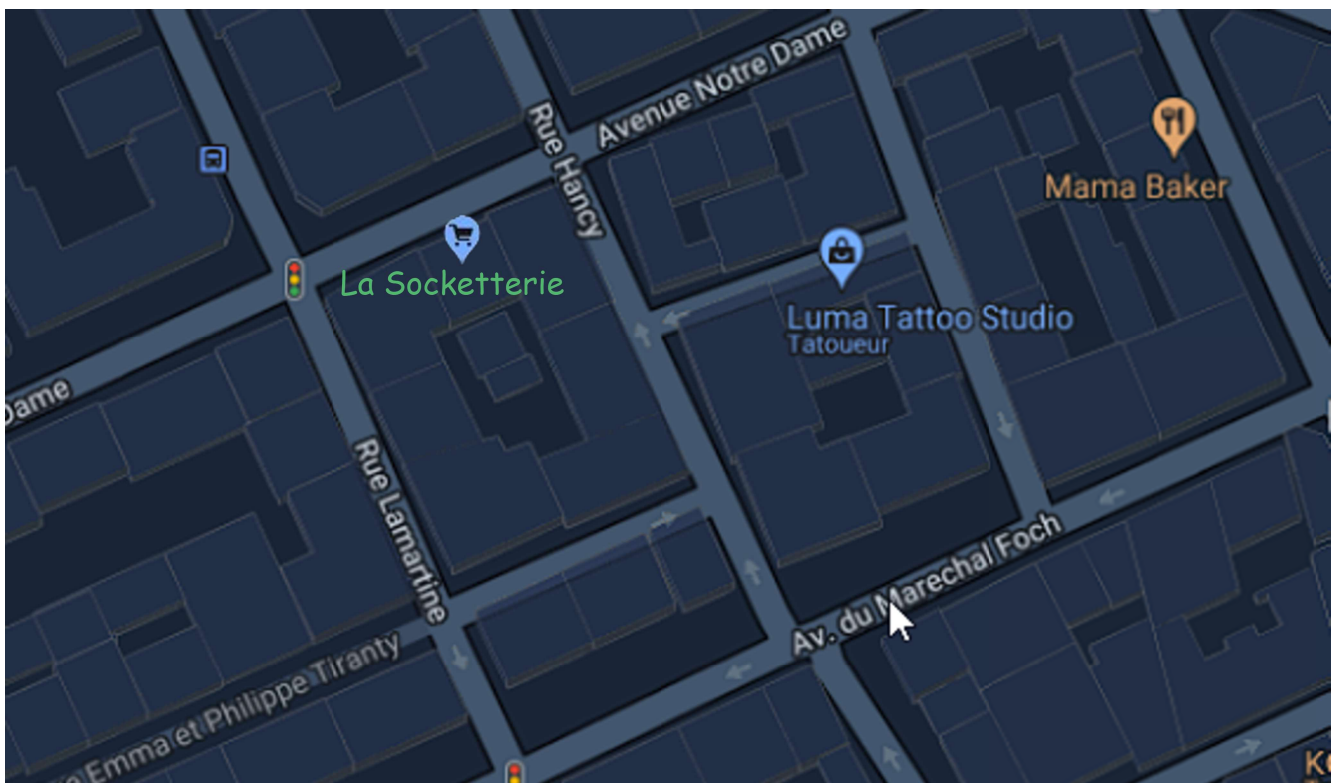 Avenue Notre Dame
Rue Hancy
Mama Baker
La Socketterie
Luma Tattoo Studio
Tatoueur
Dame
Rue Lamartine
Av. du Marechal Foch
Emma et Philippe Tiranty